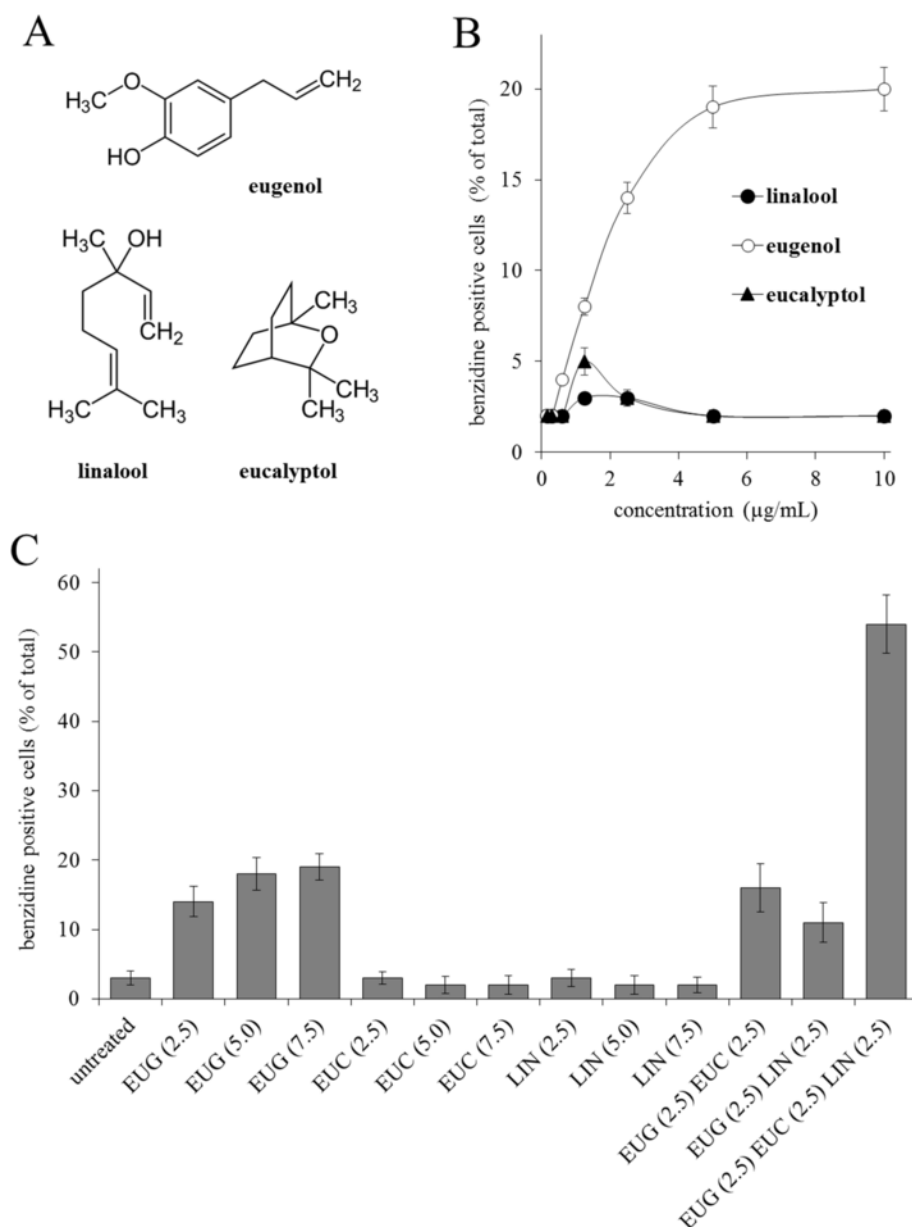 A
O
H₃C
CH₂
HO
eugenol
H₃C
OH
CH₂
H₃C
CH₃
linalool
CH₃
O
CH₃
H₃C
eucalyptol
B
benzidine positive cells (% of total)
20
15
10
5
0
linalool
eugenol
eucalyptol
0 2 4 6 8 10
concentration (µg/mL)
C
benzidine positive cells (% of total)
60
50
40
30
20
10
0
untreated
EUG (2.5)
EUG (5.0)
EUG (7.5)
EUC (2.5)
EUC (5.0)
EUC (7.5)
LIN (2.5)
LIN (5.0)
LIN (7.5)
EUG (2.5) EUC (2.5)
EUG (2.5) LIN (2.5)
EUG (2.5) EUC (2.5) LIN (2.5)